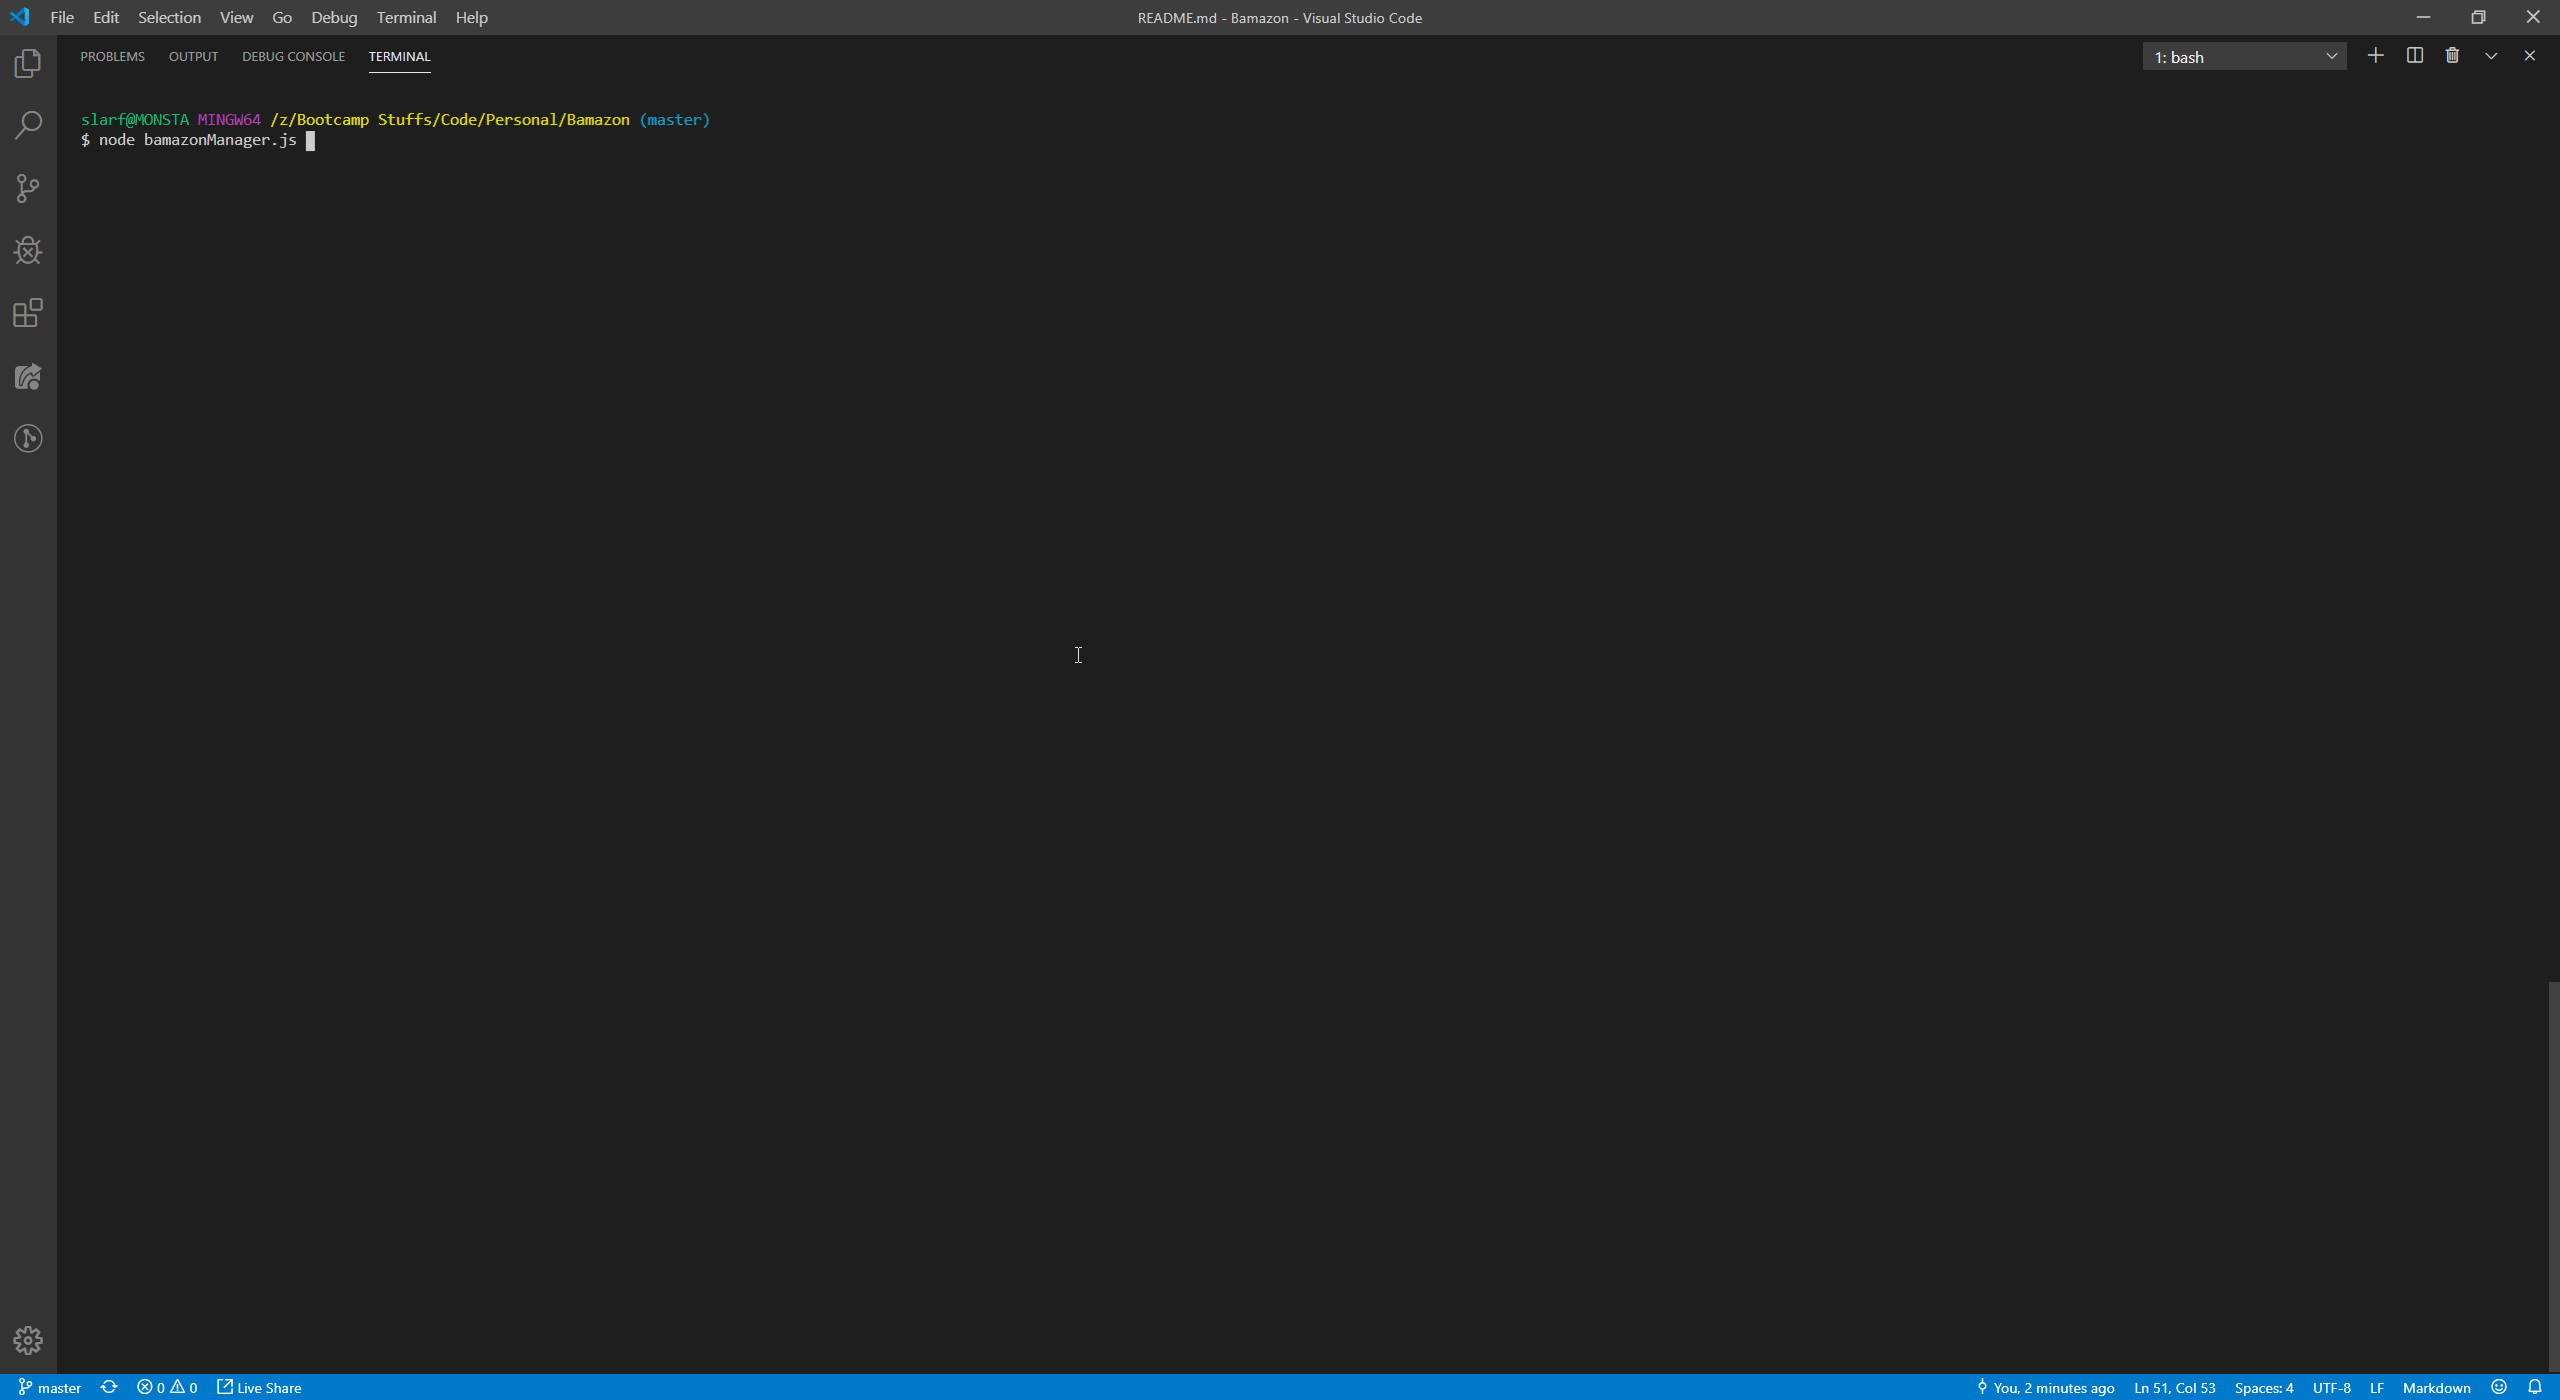 File Edit Selection View Go Debug Terminal Help
README.md - Bamazon - Visual Studio Code
PROBLEMS OUTPUT DEBUG CONSOLE TERMINAL
1: bash
slarf@MONSTA MINGW64 /z/Bootcamp Stuffs/Code/Personal/Bamazon (master)
$ node bamazonManager.js
master 0 0 Live Share
You, 2 minutes ago Ln 51, Col 53 Spaces: 4 UTF-8 LF Markdown